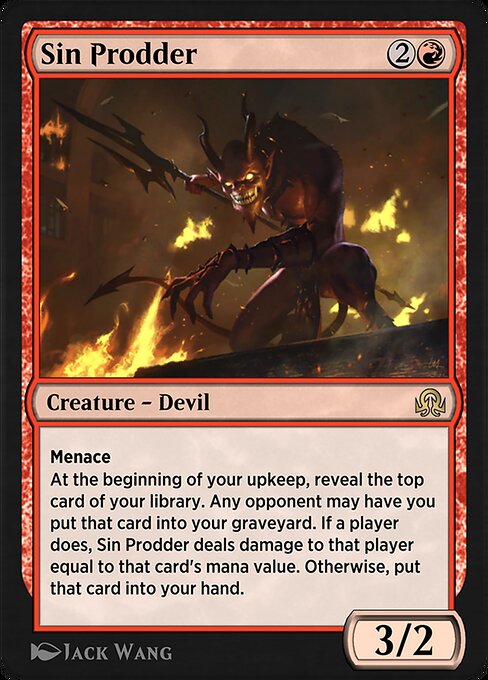 Sin Prodder 2
Creature – Devil
Menace
At the beginning of your upkeep, reveal the top
card of your library. Any opponent may have you
put that card into your graveyard. If a player
does, Sin Prodder deals damage to that player
equal to that card's mana value. Otherwise, put
that card into your hand.
3/2
Jack Wang